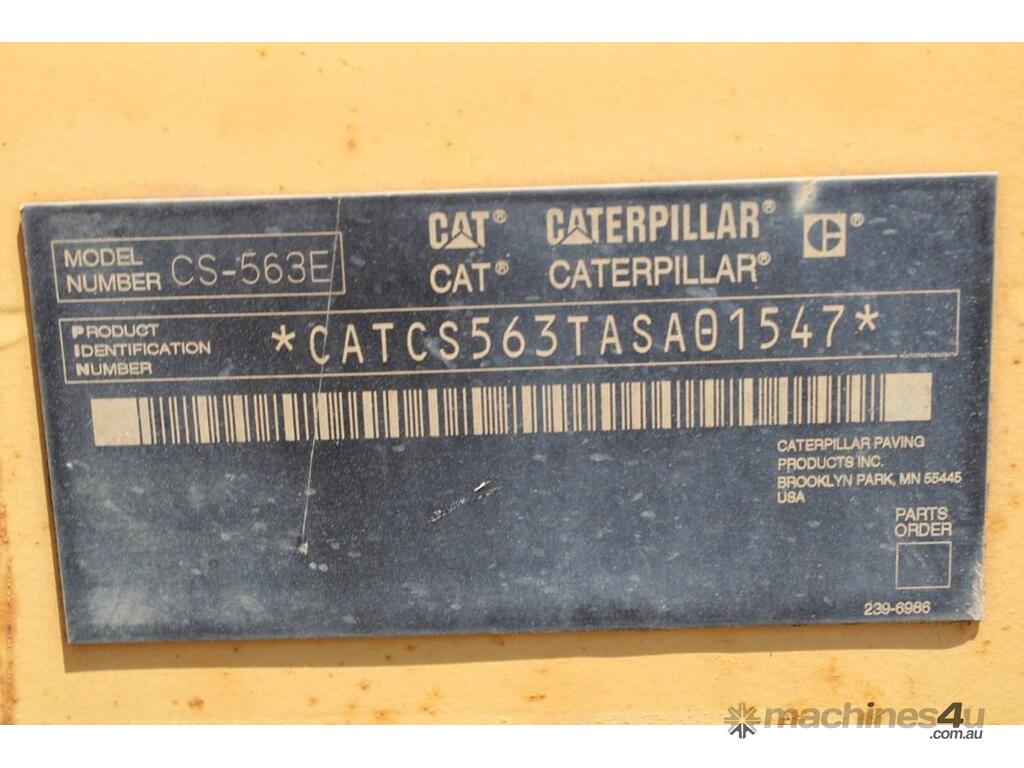 CAT® CATERPILLAR® ®
MODEL
NUMBER CS-563E
CAT® CATERPILLAR®
PRODUCT
IDENTIFICATION
NUMBER
*CATCS563TASA01547*
CATERPILLAR PAVING
PRODUCTS INC.
BROOKLYN PARK, MN 55445
USA
PARTS
ORDER
239-6986
machines4u
.com.au